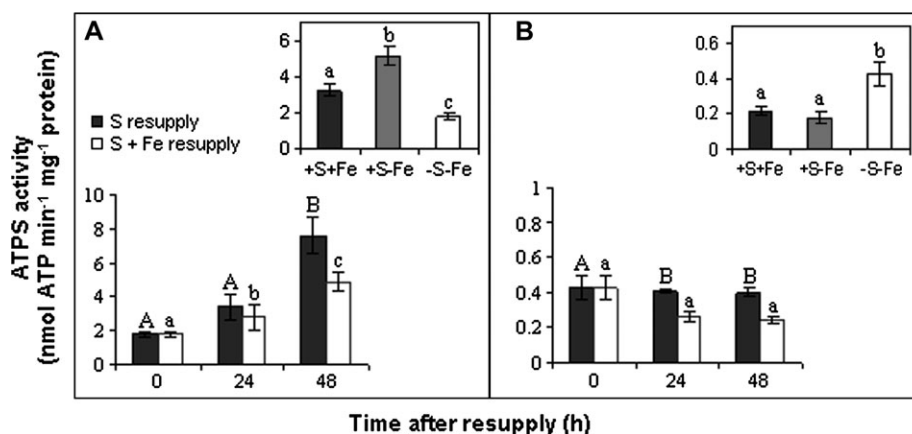 A
B
ATPS activity
(nmol ATP min-1 mg-1 protein)
S resupply
S + Fe resupply
6
4
2
0
a
b
c
+S+Fe
+S-Fe
-S-Fe
10
8
6
4
2
0
A
a
A
b
B
c
0
24
48
0.6
0.4
0.2
0
a
a
b
+S+Fe
+S-Fe
-S-Fe
1
0.8
0.6
0.4
0.2
0
A
a
B
a
B
a
0
24
48
Time after resupply (h)